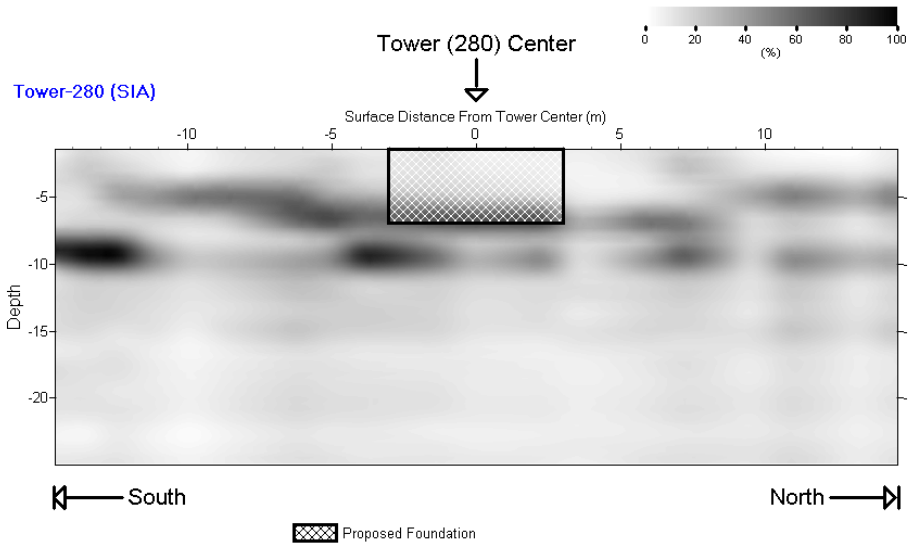 0 20 40 60 80 100
(%)
Tower (280) Center
Tower-280 (SIA)
Surface Distance From Tower Center (m)
-10 -5 0 5 10
-5
-10
-15
-20
Depth
South
North
Proposed Foundation